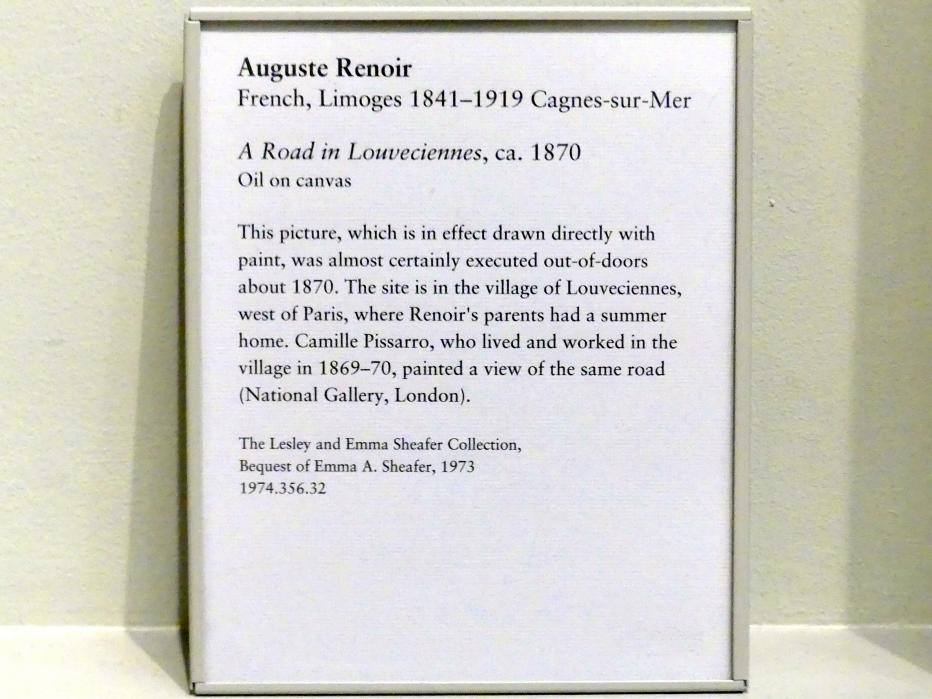 Auguste Renoir
French, Limoges 1841–1919 Cagnes-sur-Mer
A Road in Louveciennes, ca. 1870
Oil on canvas
This picture, which is in effect drawn directly with
paint, was almost certainly executed out-of-doors
about 1870. The site is in the village of Louveciennes,
west of Paris, where Renoir's parents had a summer
home. Camille Pissarro, who lived and worked in the
village in 1869–70, painted a view of the same road
(National Gallery, London).
The Lesley and Emma Sheafer Collection,
Bequest of Emma A. Sheafer, 1973
1974.356.32